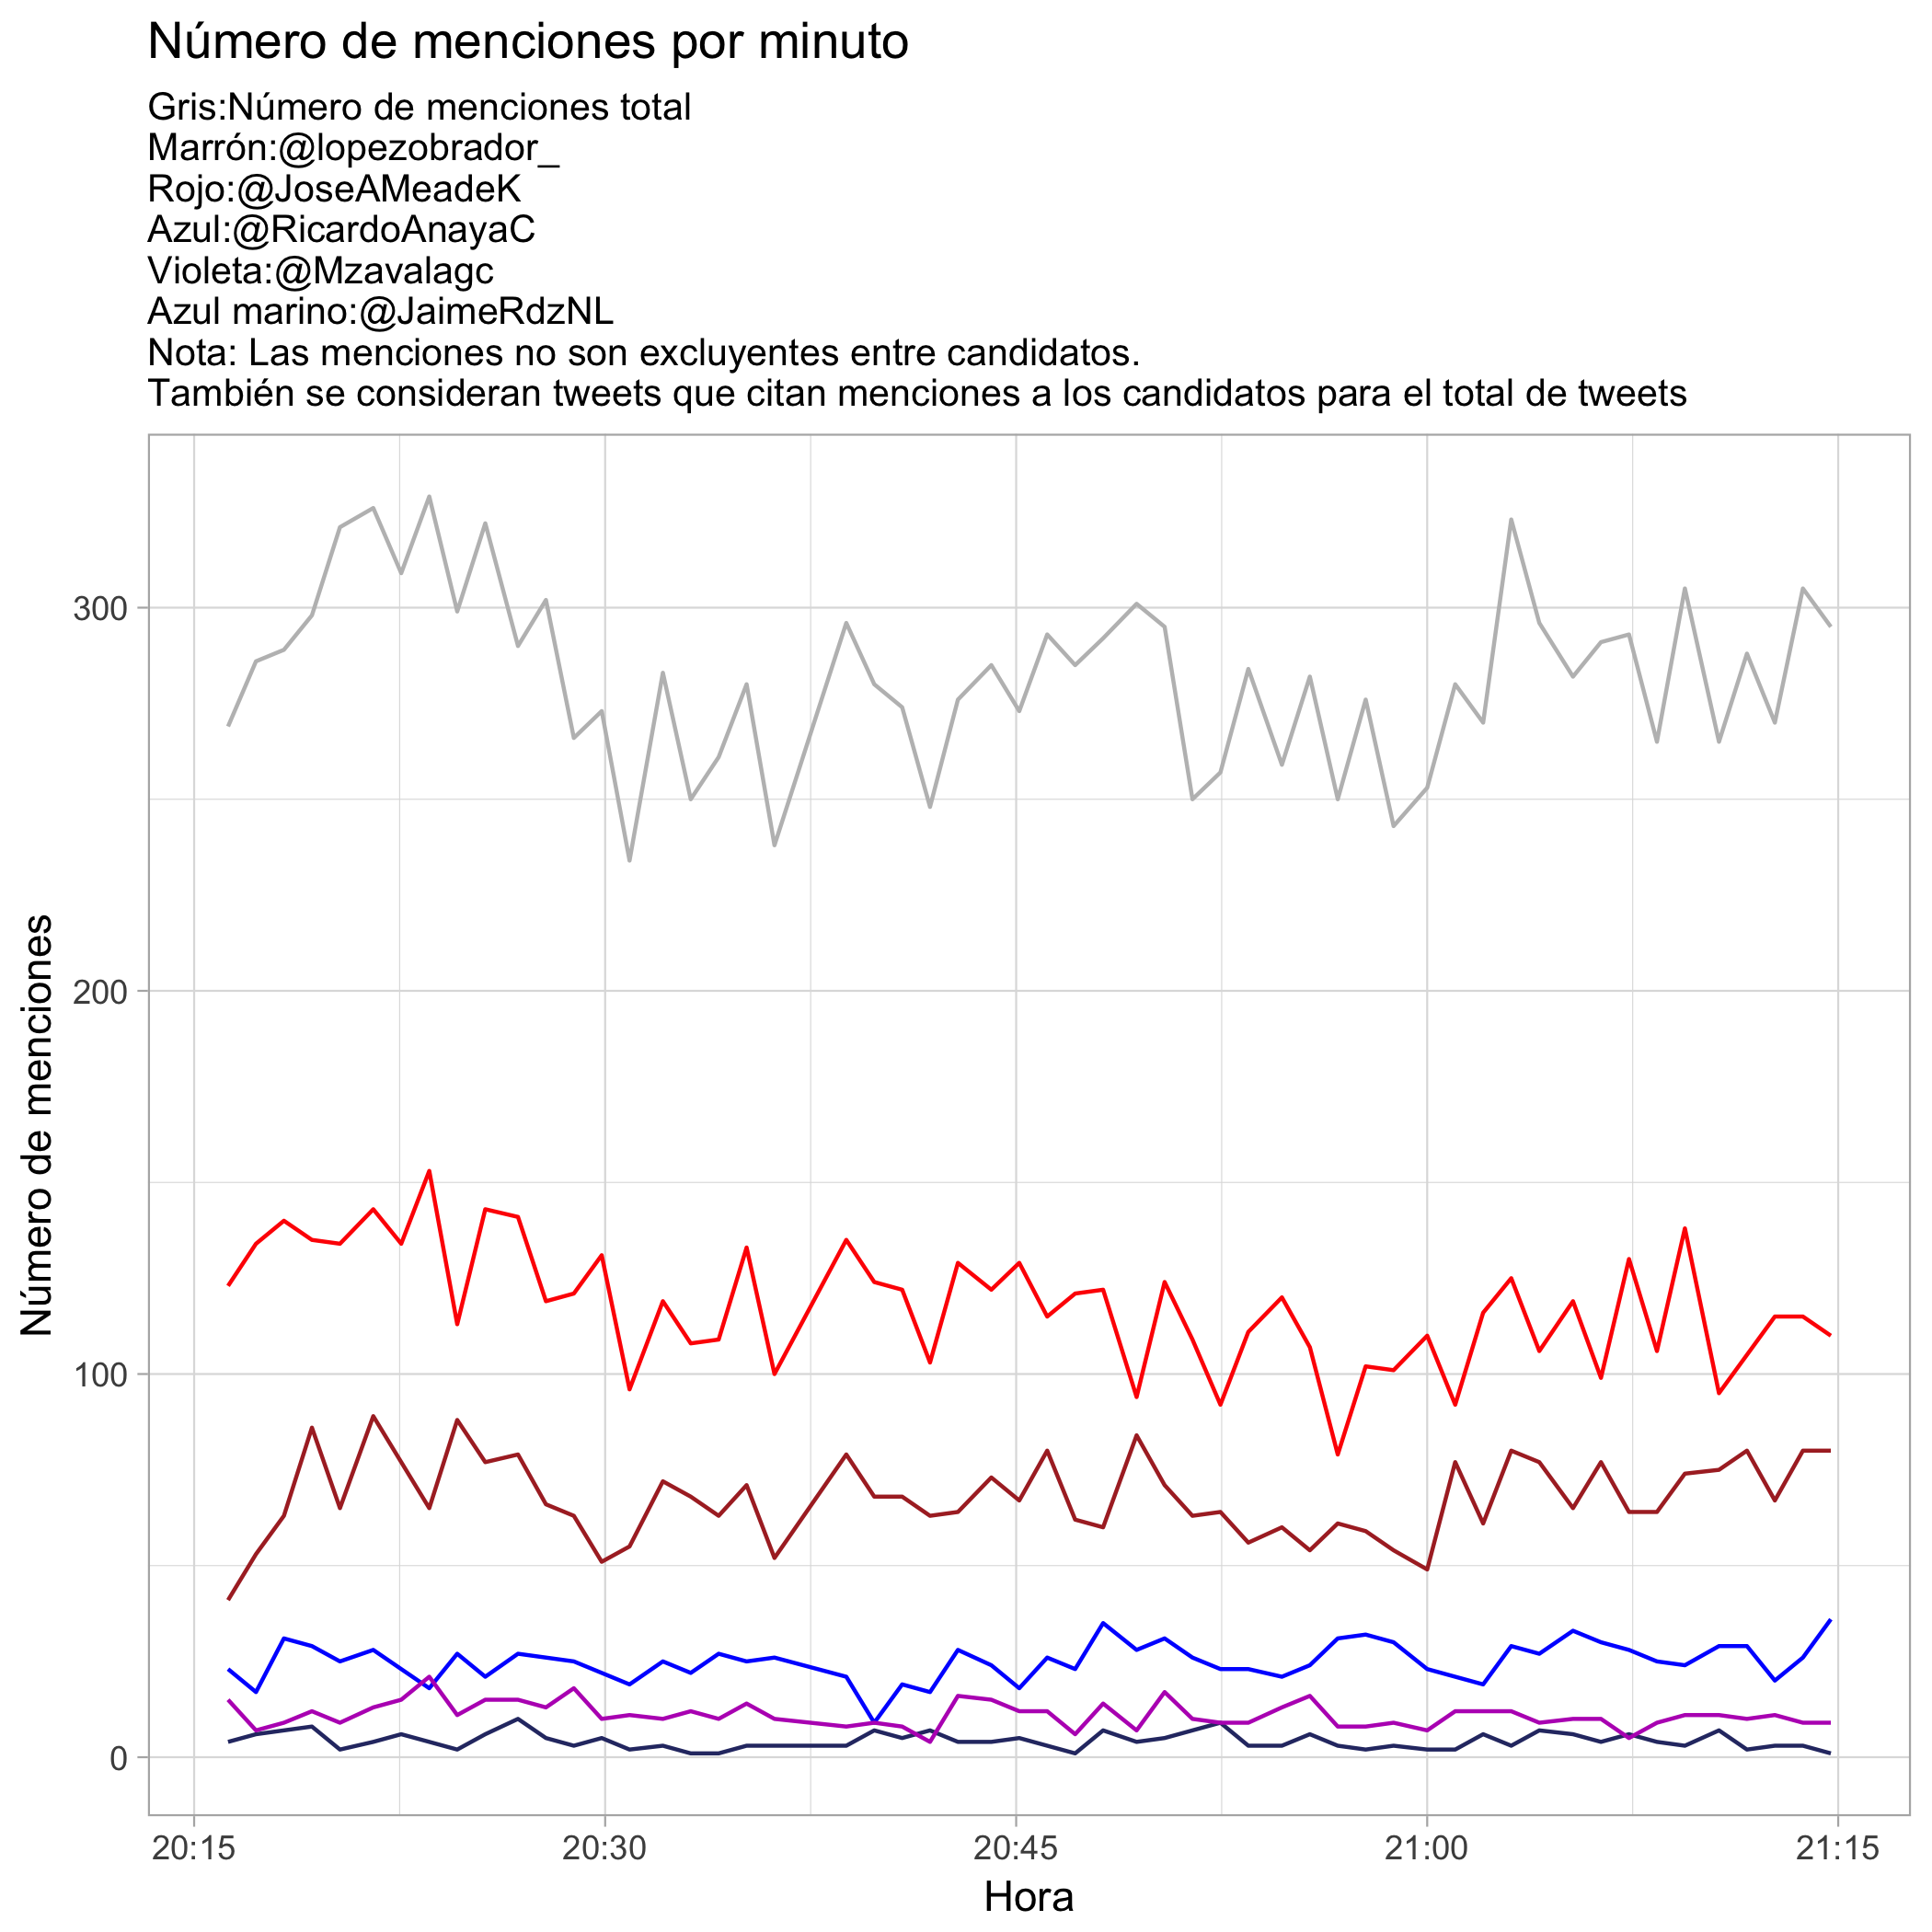 Número de menciones por minuto
Gris:Número de menciones total
Marrón:@lopezobrador_
Rojo:@JoseAMeadeK
Azul:@RicardoAnayaC
Violeta:@Mzavalagc
Azul marino:@JaimeRdzNL
Nota: Las menciones no son excluyentes entre candidatos.
También se consideran tweets que citan menciones a los candidatos para el total de tweets
Número de menciones
300
200
100
0
20:15 20:30 20:45 21:00 21:15
Hora